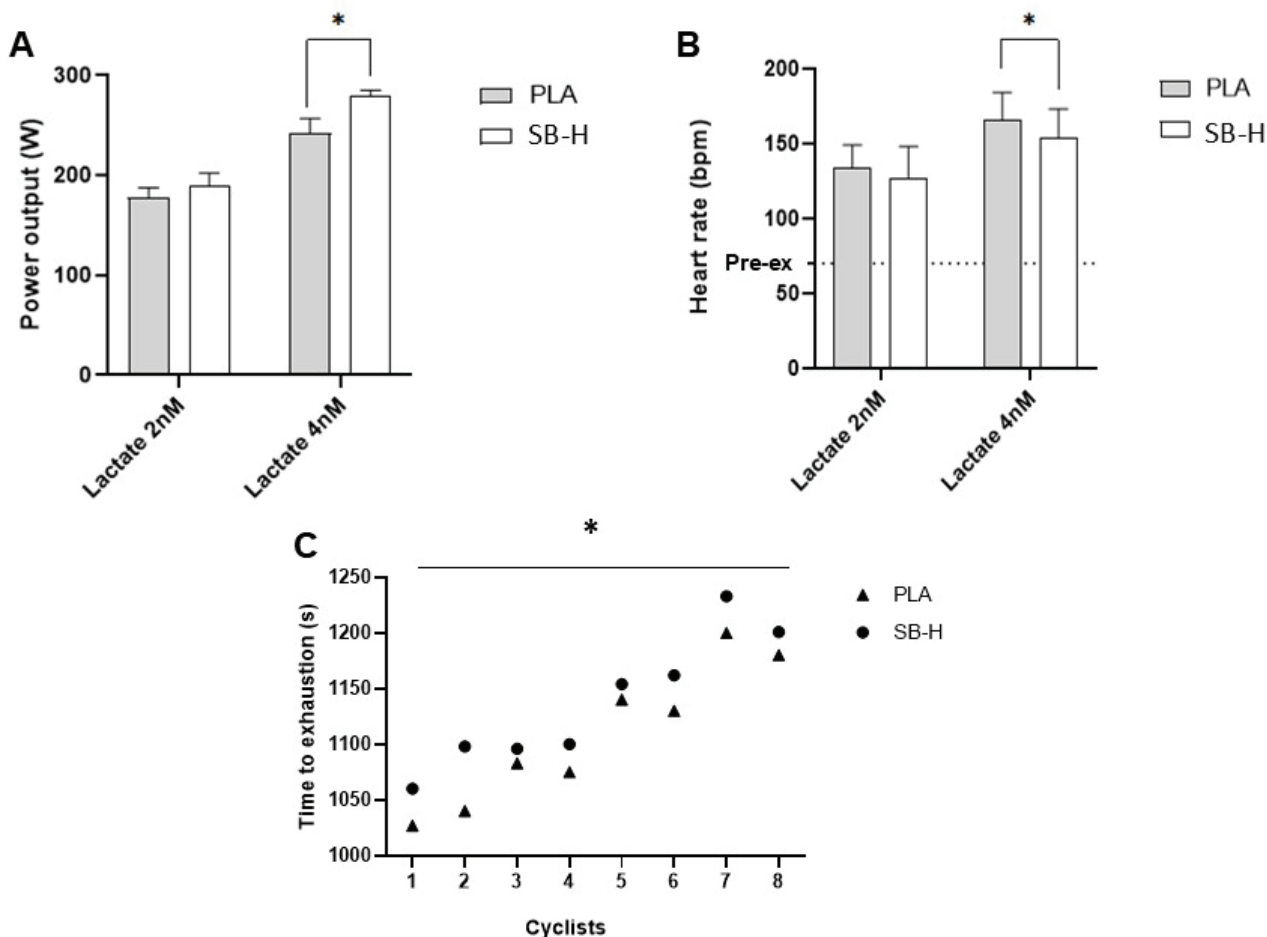 A
*
300
200
100
0
Power output (W)
Lactate 2nM
Lactate 4nM
PLA
SB-H
B
*
200
150
100
50
0
Heart rate (bpm)
Pre-ex
Lactate 2nM
Lactate 4nM
PLA
SB-H
C
*
1250
1200
1150
1100
1050
1000
Time to exhaustion (s)
1 2 3 4 5 6 7 8
Cyclists
PLA
SB-H